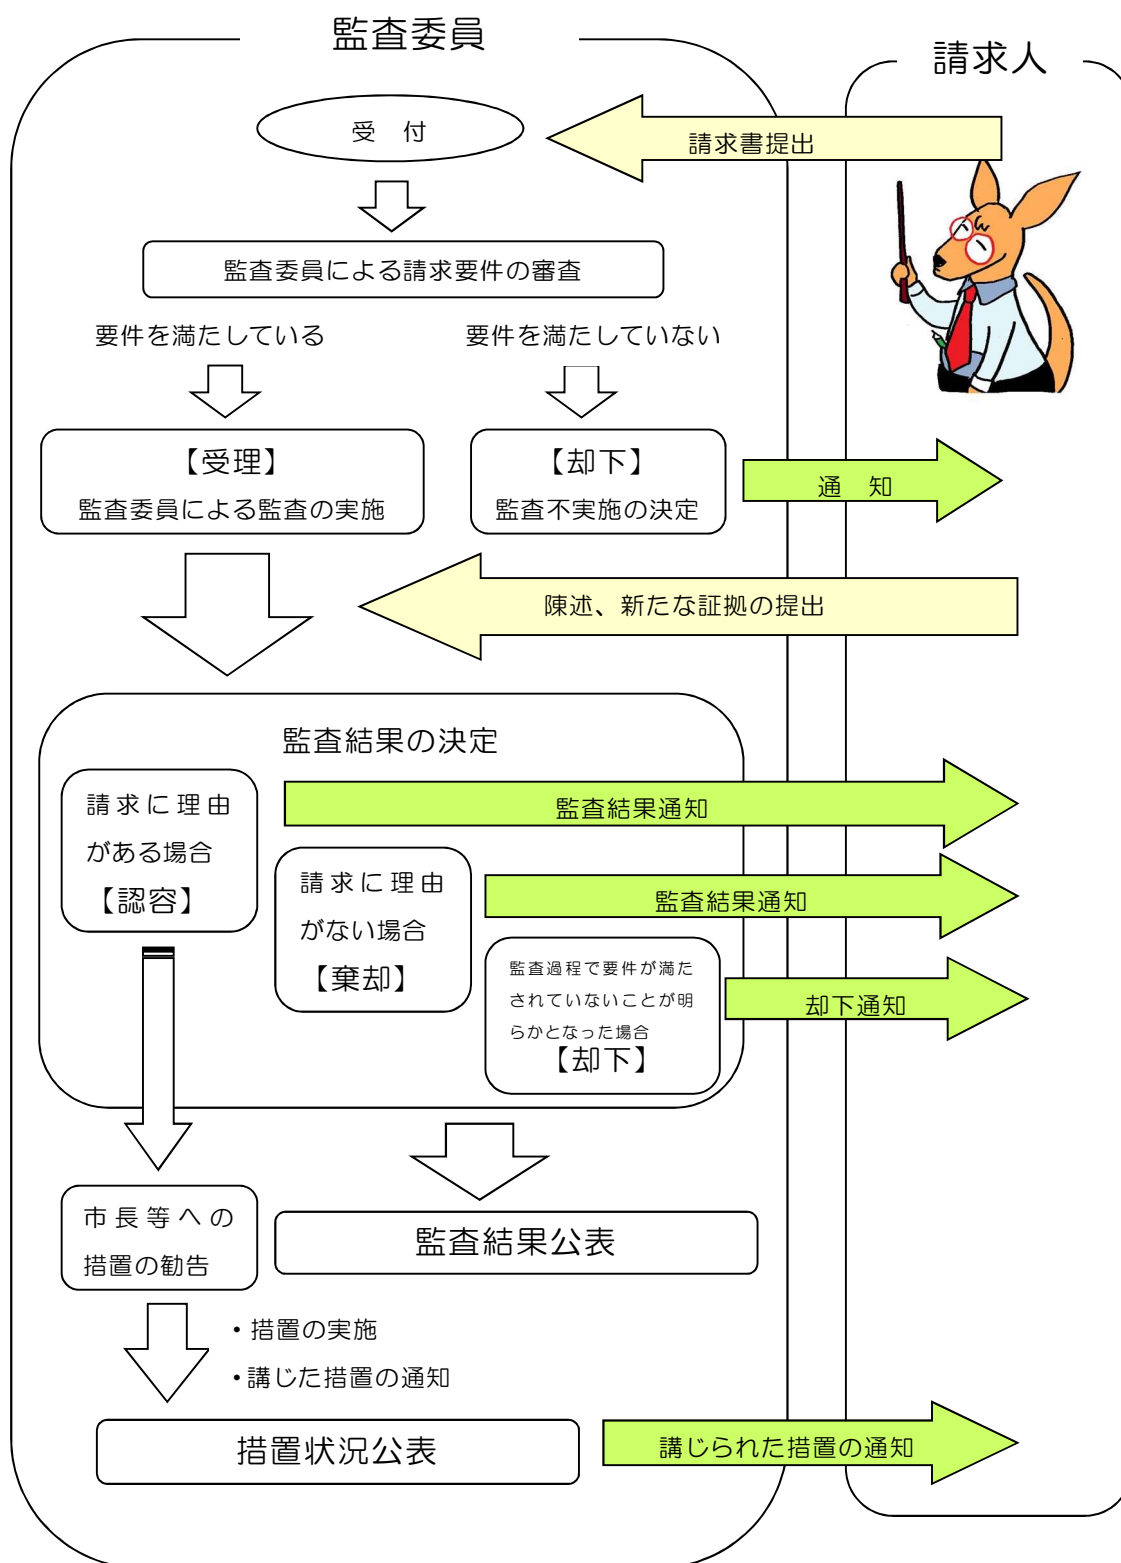 監査委員
請求人
受　付
請求書提出
監査委員による請求要件の審査
要件を満たしている
要件を満たしていない
【受理】
監査委員による監査の実施
【却下】
監査不実施の決定
通　知
陳述、新たな証拠の提出
監査結果の決定
請求に理由
がある場合
【認容】
監査結果通知
請求に理由
がない場合
【棄却】
監査結果通知
監査過程で要件が満た
されていないことが明
らかとなった場合
【却下】
却下通知
市長等への
措置の勧告
監査結果公表
・措置の実施
・講じた措置の通知
措置状況公表
講じられた措置の通知